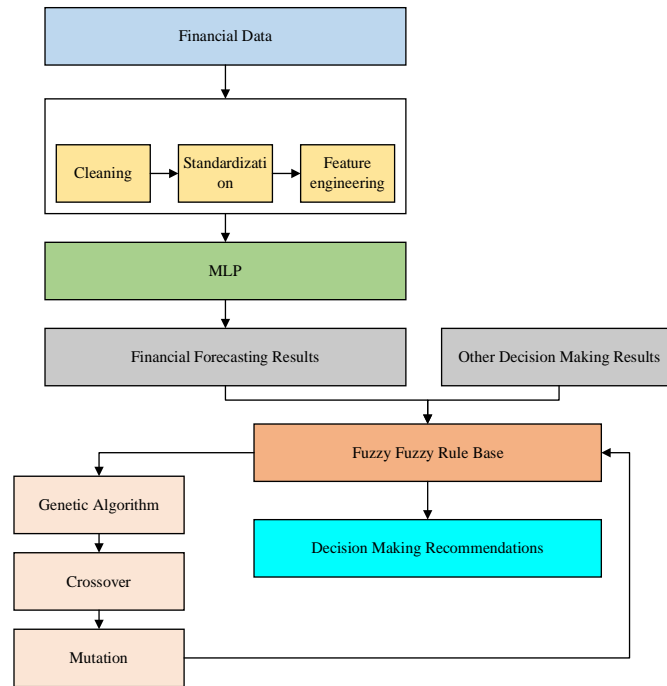 Financial Data
Cleaning
Standardizati
on
Feature
engineering
MLP
Financial Forecasting Results
Other Decision Making Results
Fuzzy Fuzzy Rule Base
Genetic Algorithm
Decision Making Recommendations
Crossover
Mutation